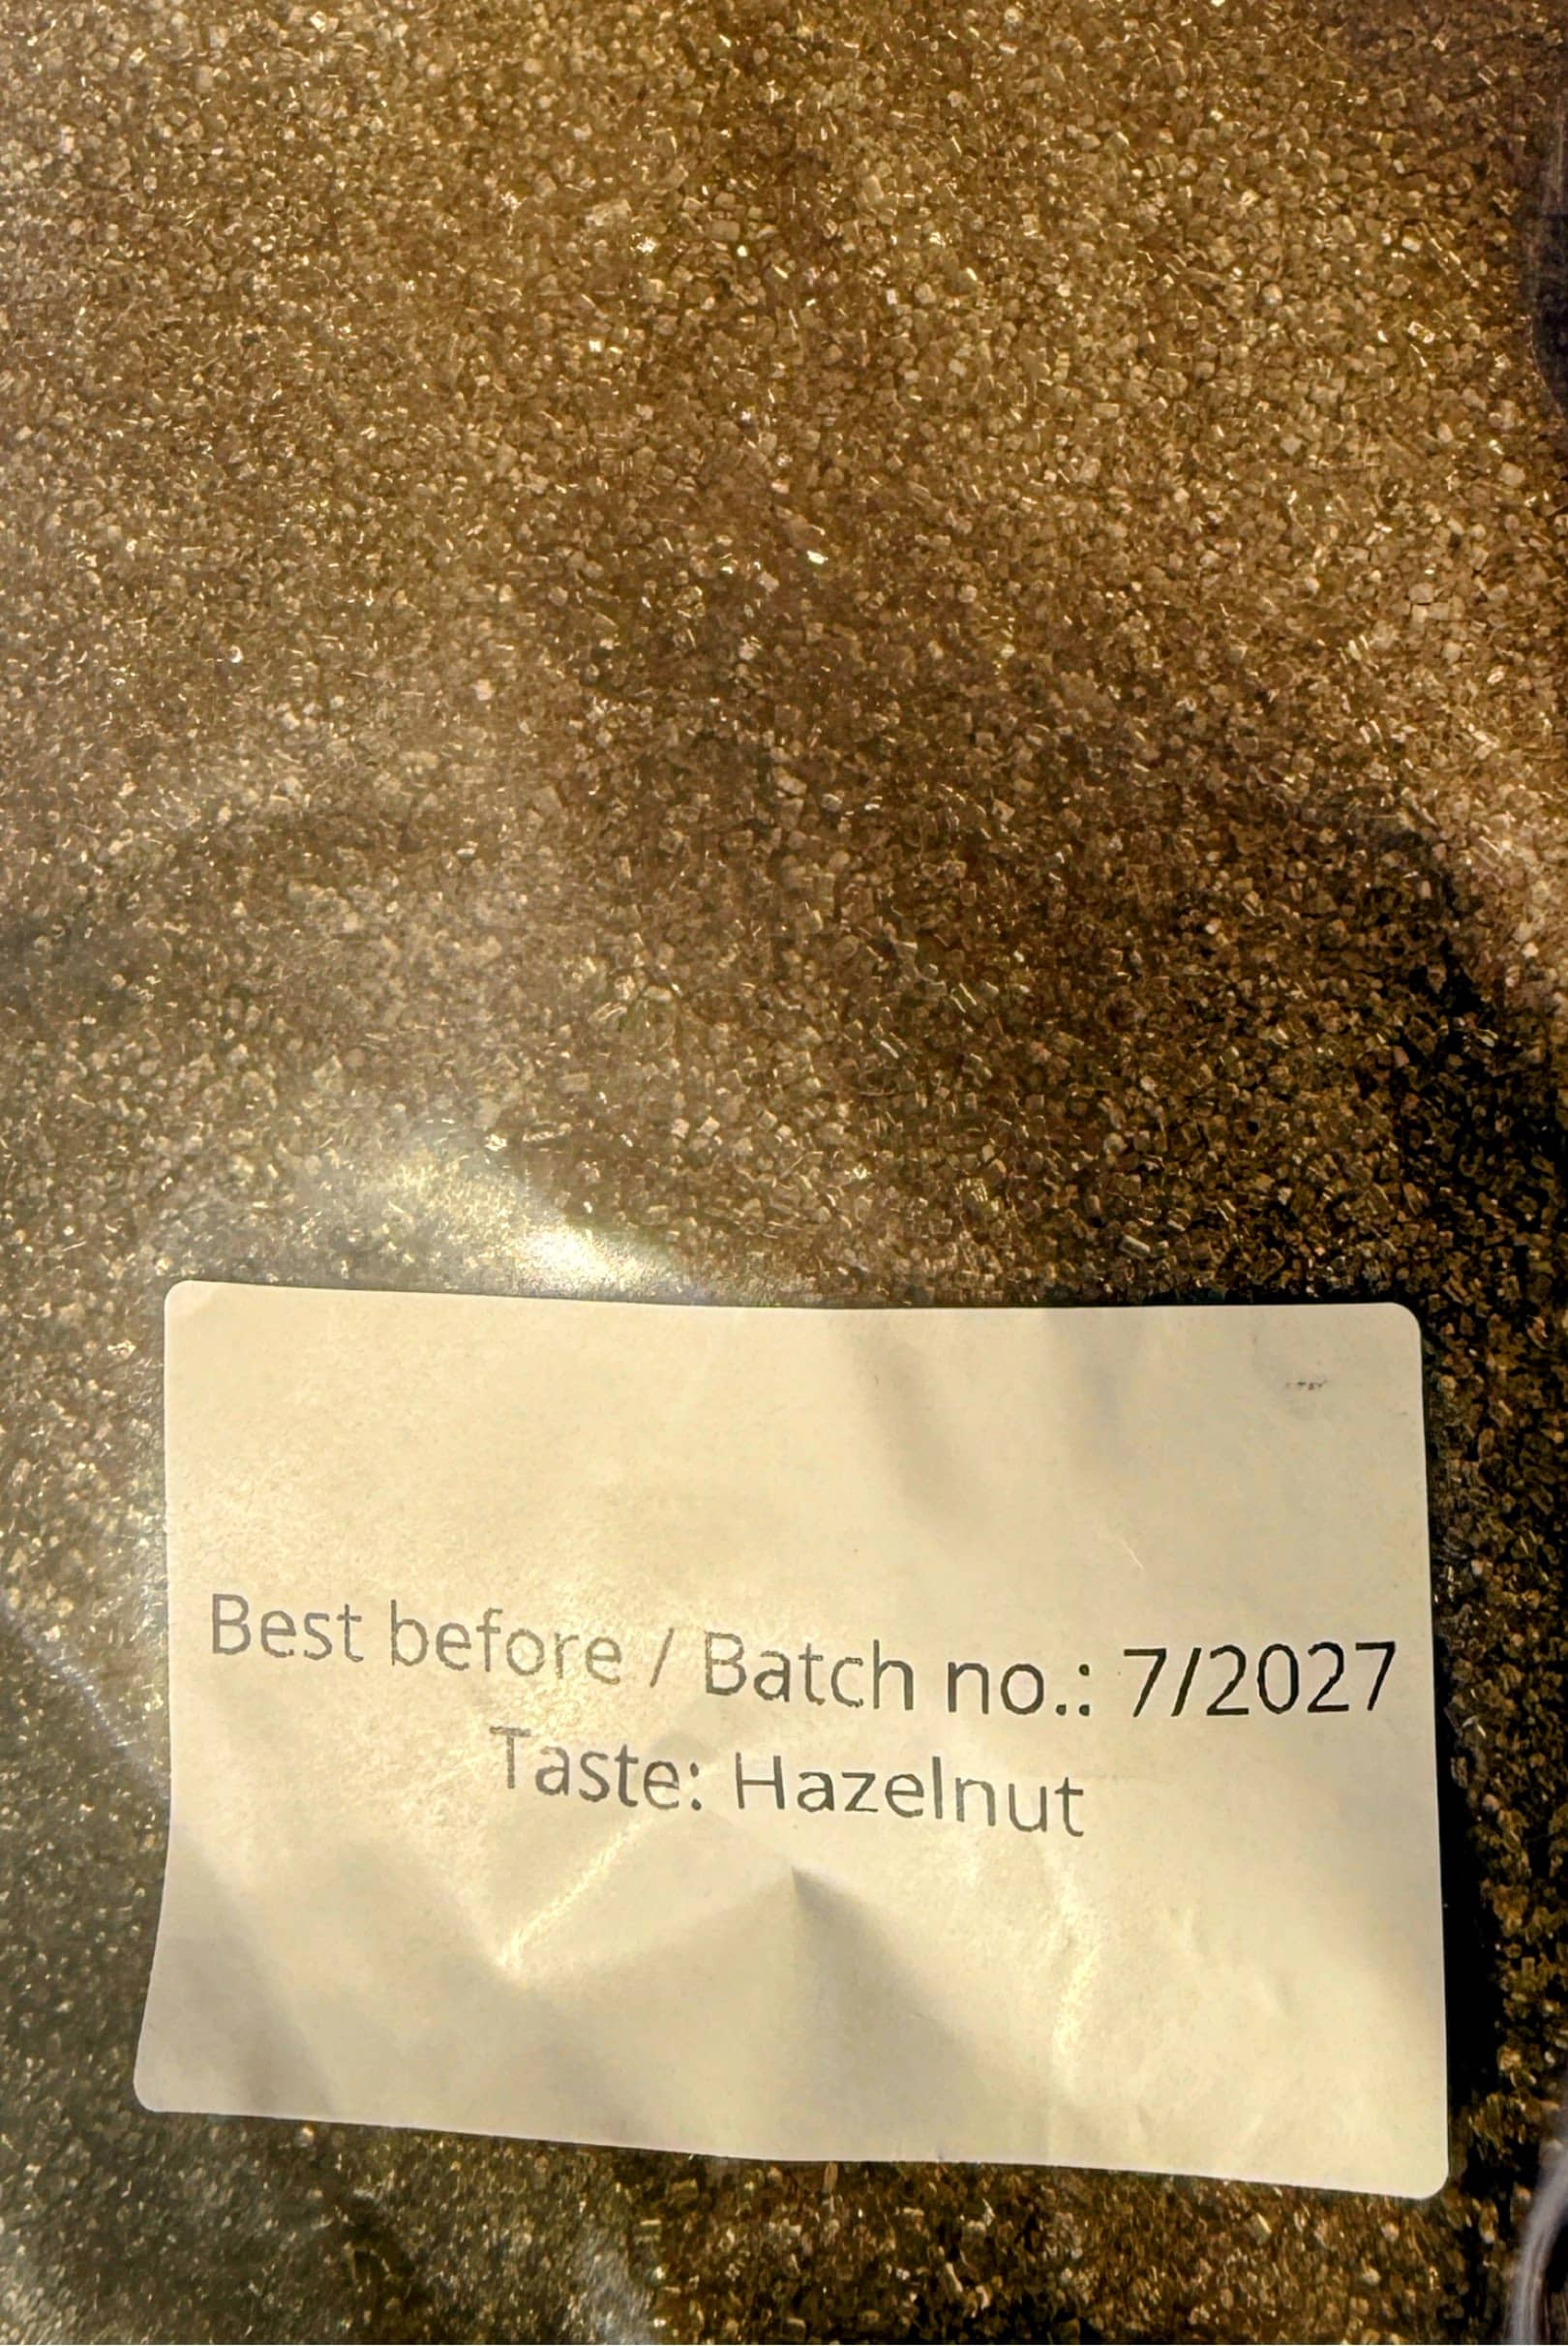 Best before / Batch no.: 7/2027
Taste: Hazelnut